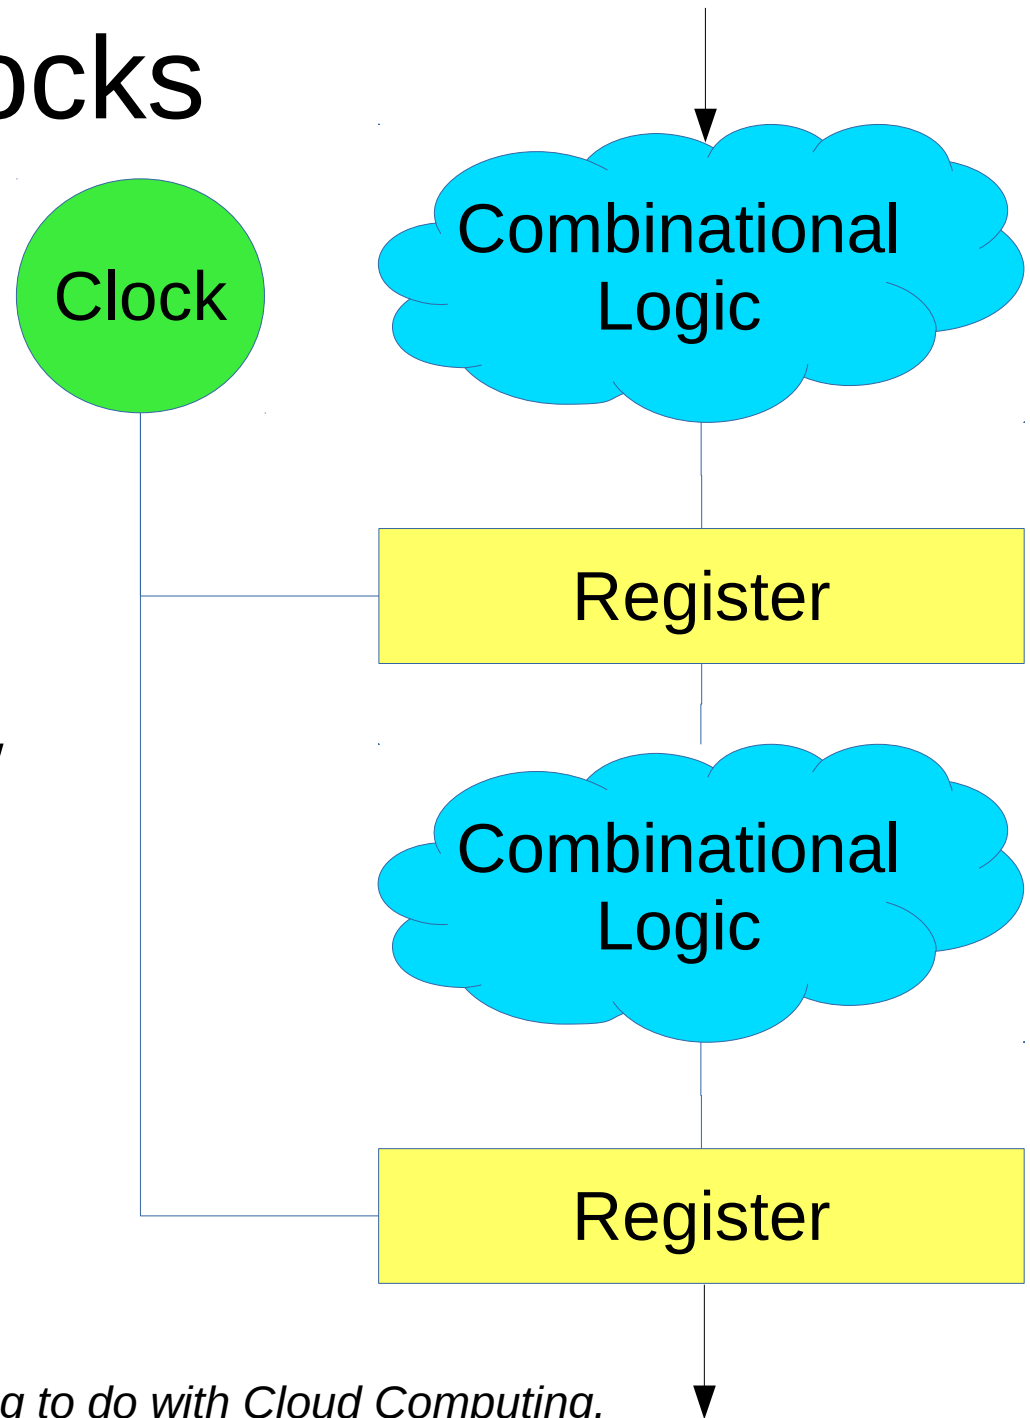 ocks
Clock
Combinational
Logic
Register
Combinational
Logic
Register
g to do with Cloud Computing.